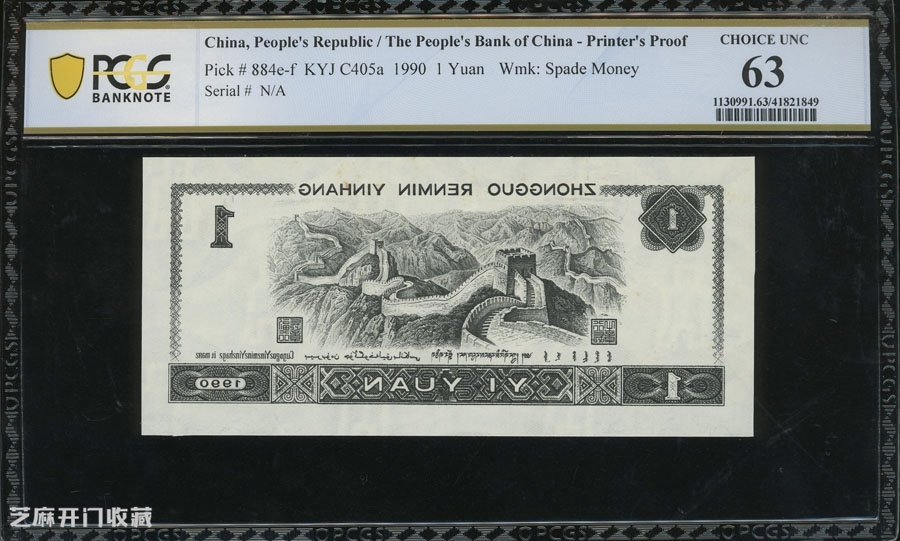 China, People's Republic / The People's Bank of China - Printer's Proof
Pick # 884e-f KYJ C405a 1990 1 Yuan Wmk: Spade Money
Serial # N/A
CHOICE UNC
63
1130991.63/41821849
PCGS
BANKNOTE
ZHONGGUO RENMIN YINHANG
1
1
1990
YI YUAN
1
芝麻开门收藏